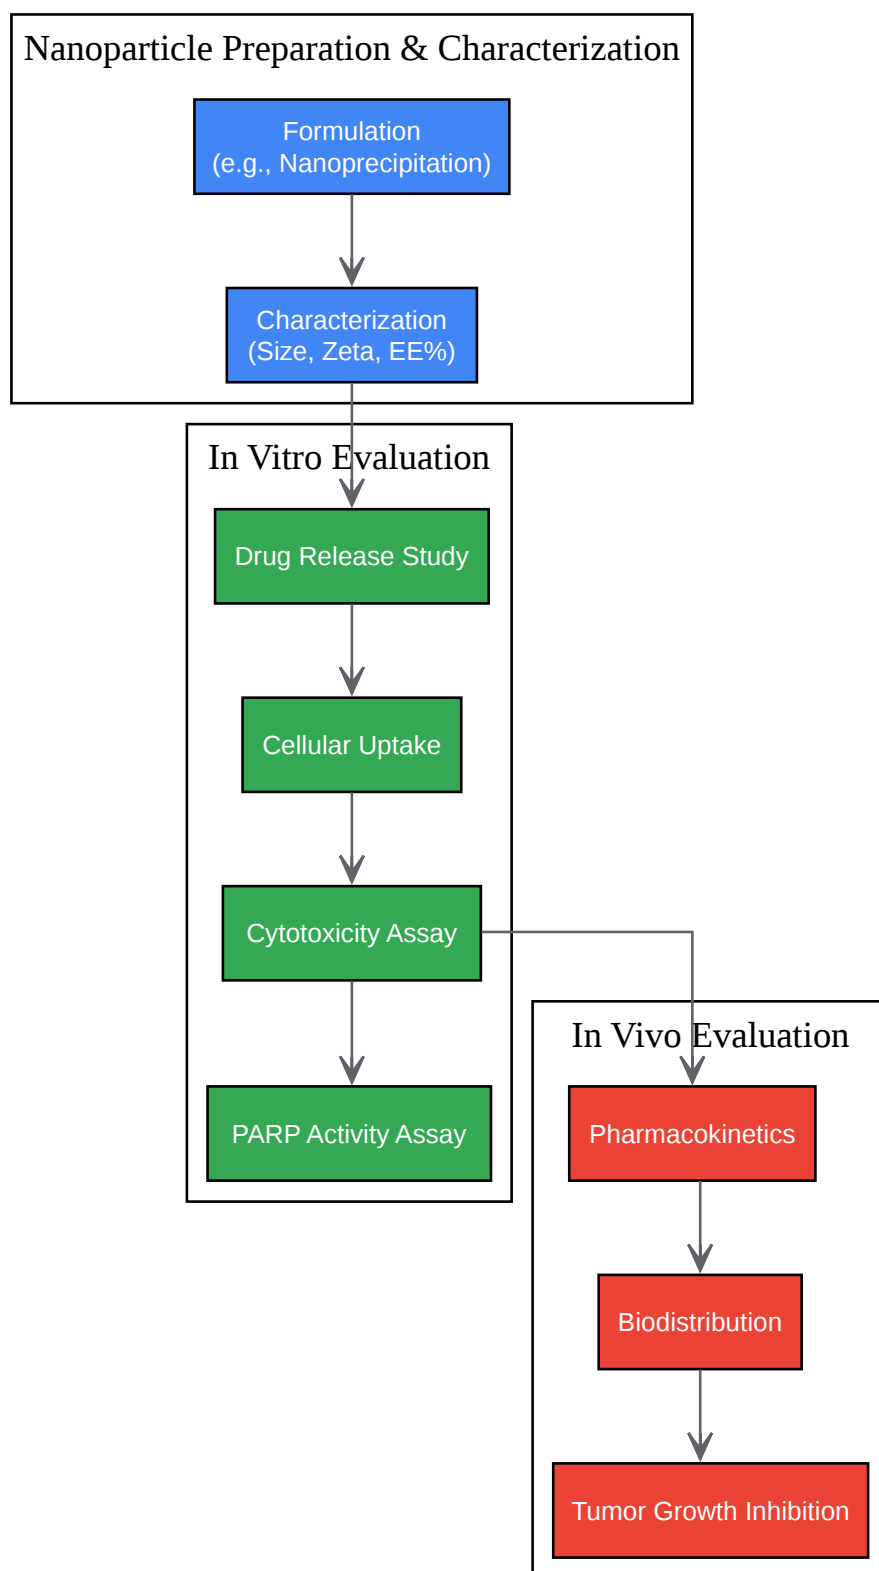 Nanoparticle Preparation & Characterization
Formulation
(e.g., Nanoprecipitation)
Characterization
(Size, Zeta, EE%)
In Vitro Evaluation
Drug Release Study
Cellular Uptake
Cytotoxicity Assay
In Vivo Evaluation
PARP Activity Assay
Pharmacokinetics
Biodistribution
Tumor Growth Inhibition